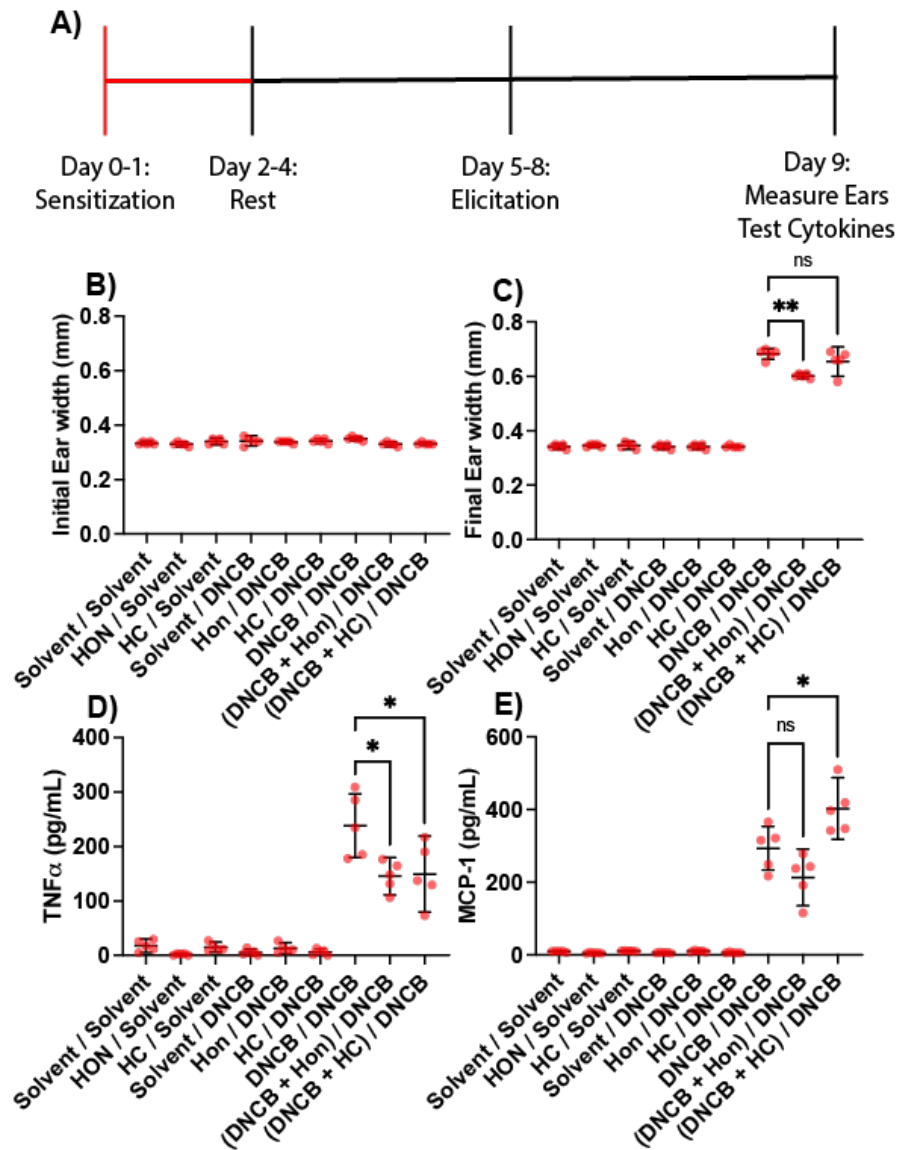 A)
Day 0-1:
Sensitization
Day 2-4:
Rest
Day 5-8:
Elicitation
Day 9:
Measure Ears
Test Cytokines
B)
Initial Ear width (mm)
0.8
0.6
0.4
0.2
0.0
Solvent / Solvent
HON / Solvent
HC / Solvent
Solvent / DNCB
Hon / DNCB
HC / DNCB
DNCB / DNCB
(DNCB + Hon) / DNCB
(DNCB + HC) / DNCB
C)
Final Ear width (mm)
0.8
0.6
0.4
0.2
0.0
ns
**
Solvent / Solvent
HON / Solvent
HC / Solvent
Solvent / DNCB
Hon / DNCB
HC / DNCB
DNCB / DNCB
(DNCB + Hon) / DNCB
(DNCB + HC) / DNCB
D)
TNFα (pg/mL)
400
300
200
100
0
*
*
Solvent / Solvent
HON / Solvent
HC / Solvent
Solvent / DNCB
Hon / DNCB
HC / DNCB
DNCB / DNCB
(DNCB + Hon) / DNCB
(DNCB + HC) / DNCB
E)
MCP-1 (pg/mL)
600
400
200
0
*
ns
Solvent / Solvent
HON / Solvent
HC / Solvent
Solvent / DNCB
Hon / DNCB
HC / DNCB
DNCB / DNCB
(DNCB + Hon) / DNCB
(DNCB + HC) / DNCB